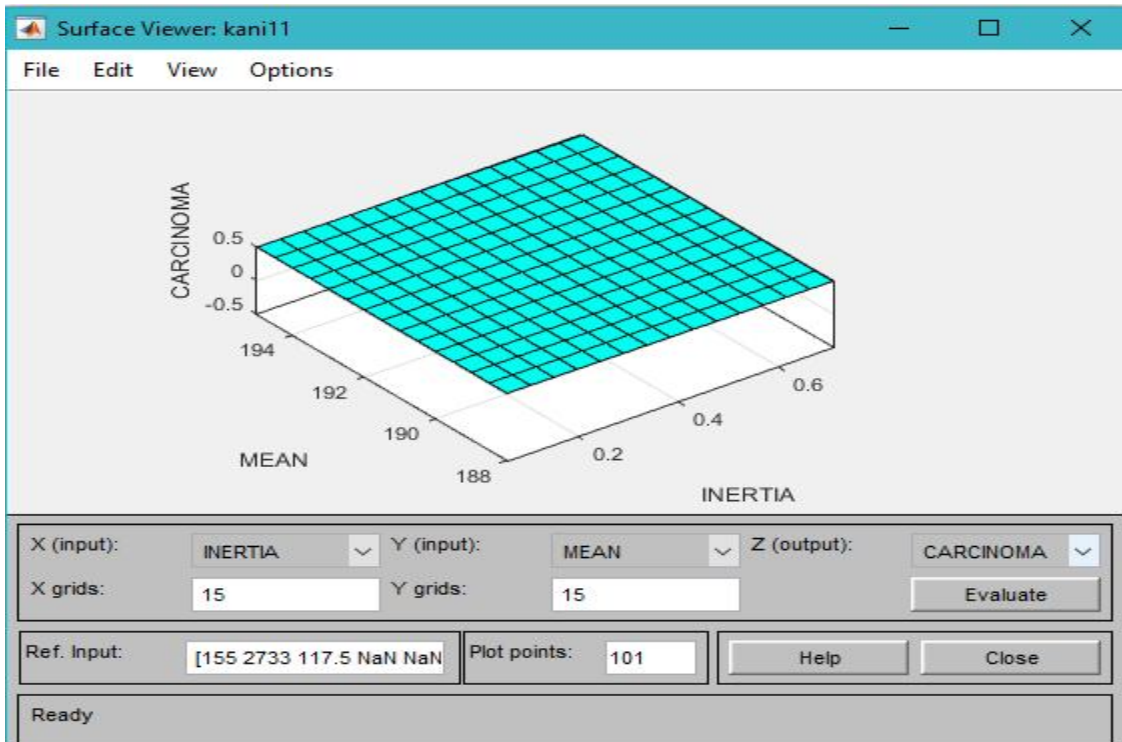 Surface Viewer: kani11
File Edit View Options
CARCINOMA
0.5
0
-0.5
194
192
190
188
MEAN
0.2
0.4
0.6
INERTIA
X (input): INERTIA Y (input): MEAN Z (output): CARCINOMA
X grids: 15 Y grids: 15 Evaluate
Ref. Input: [155 2733 117.5 NaN NaN Plot points: 101 Help Close
Ready